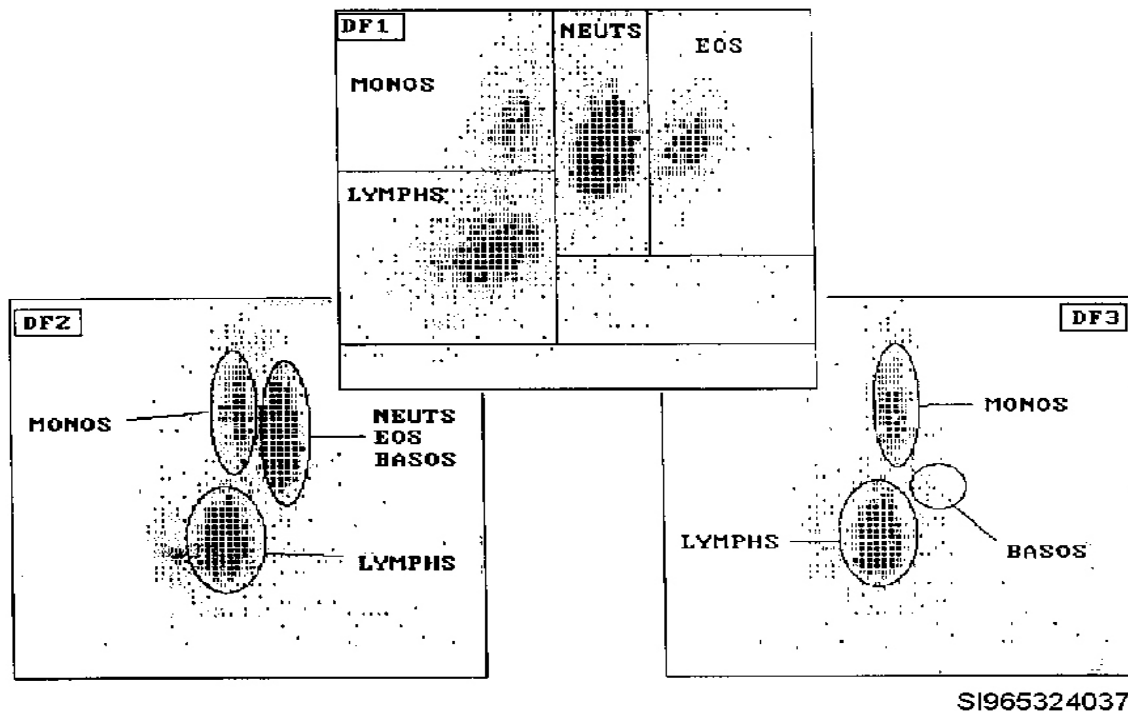 DF1
NEUTS
EOS
MONOS
LYMPHS
DF2
MONOS
NEUTS
EOS
BASOS
LYMPHS
DF3
MONOS
LYMPHS
BASOS
SI965324037